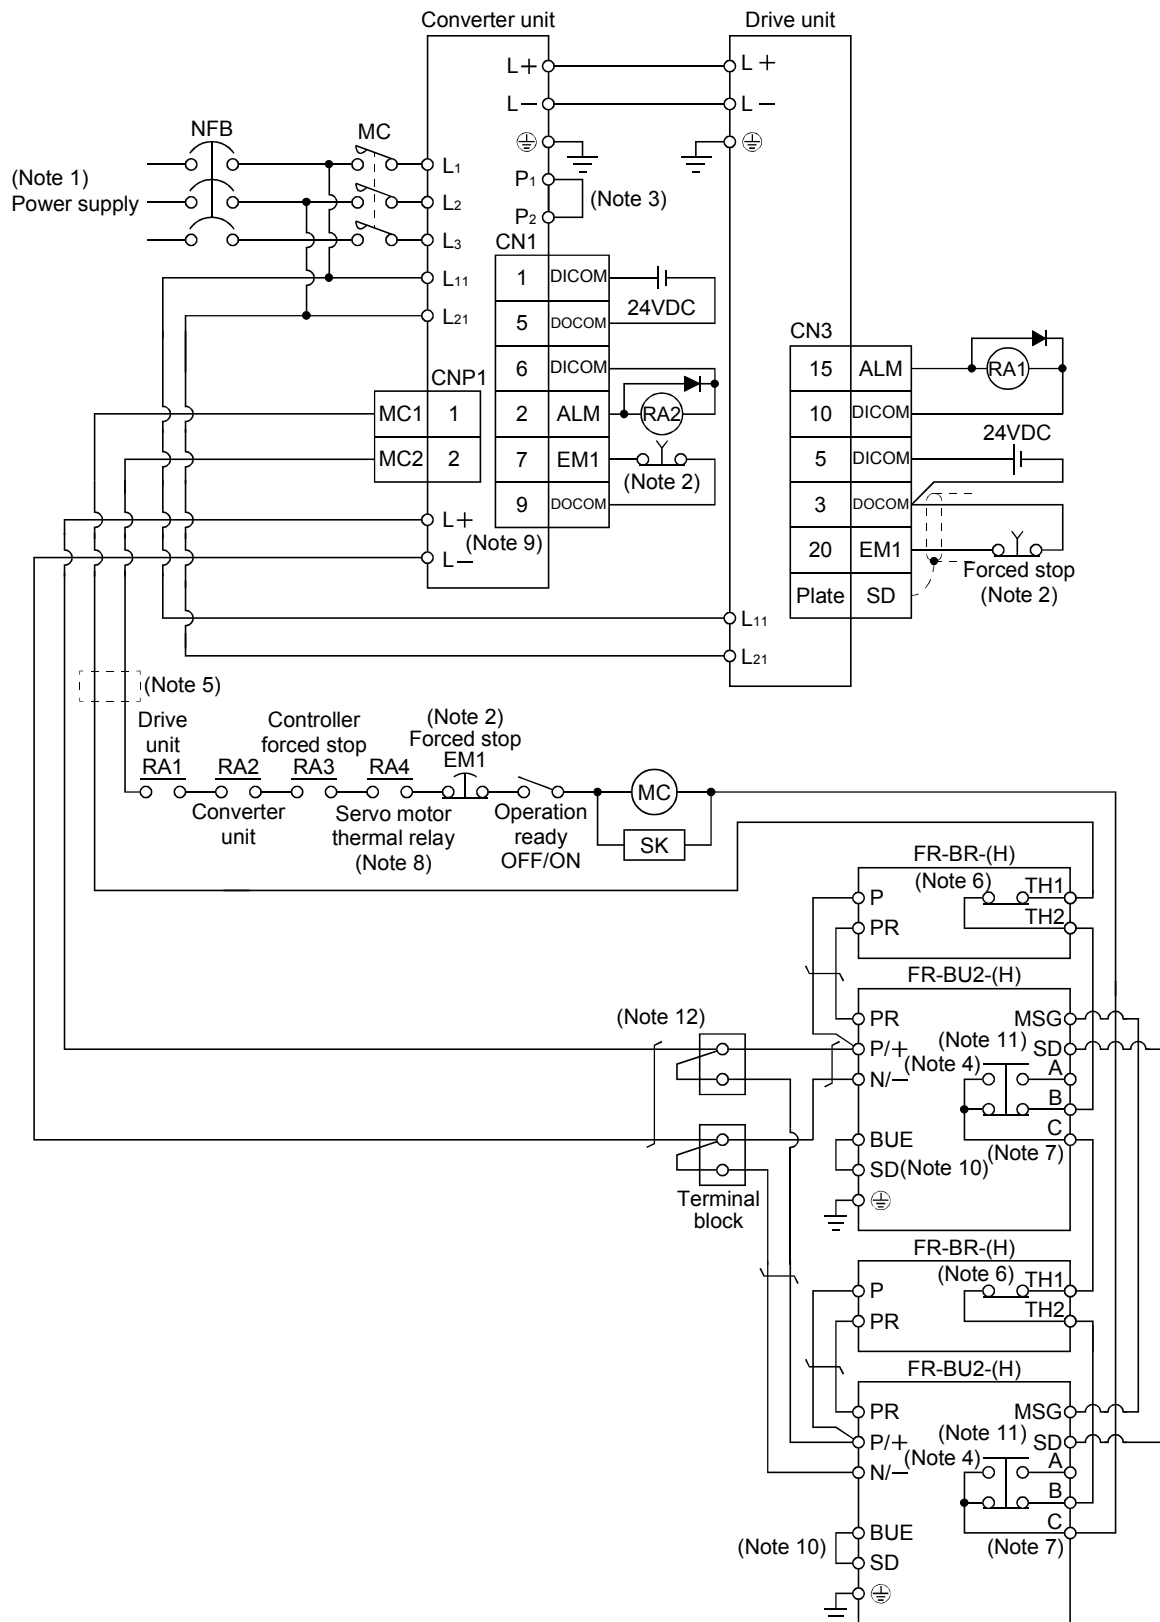 Converter unit
Drive unit
L+
L−
L+
L−
NFB
MC
(Note 1)
Power supply
L1
L2
L3
L11
L21
P1
P2
(Note 3)
CN1
1 DICOM
5 DOCOM
6 DICOM
2 ALM
7 EM1
9 DOCOM
24VDC
RA2
(Note 2)
CNP1
MC1 1
MC2 2
L+
L−
(Note 9)
CN3
15 ALM
10 DICOM
5 DICOM
3 DOCOM
20 EM1
Plate SD
RA1
24VDC
Forced stop
(Note 2)
L11
L21
(Note 5)
Drive
unit
RA1
RA2
Converter
unit
Controller
forced stop
RA3
RA4
Servo motor
thermal relay
(Note 8)
(Note 2)
Forced stop
EM1
Operation
ready
OFF/ON
MC
SK
FR-BR-(H)
(Note 6)
P
PR
TH1
TH2
FR-BU2-(H)
PR
P/+
N/−
BUE
SD
MSG
SD
A
B
C
(Note 11)
(Note 4)
(Note 7)
(Note 10)
(Note 12)
Terminal
block
FR-BR-(H)
(Note 6)
P
PR
TH1
TH2
FR-BU2-(H)
PR
P/+
N/−
BUE
SD
MSG
SD
A
B
C
(Note 11)
(Note 4)
(Note 7)
(Note 10)